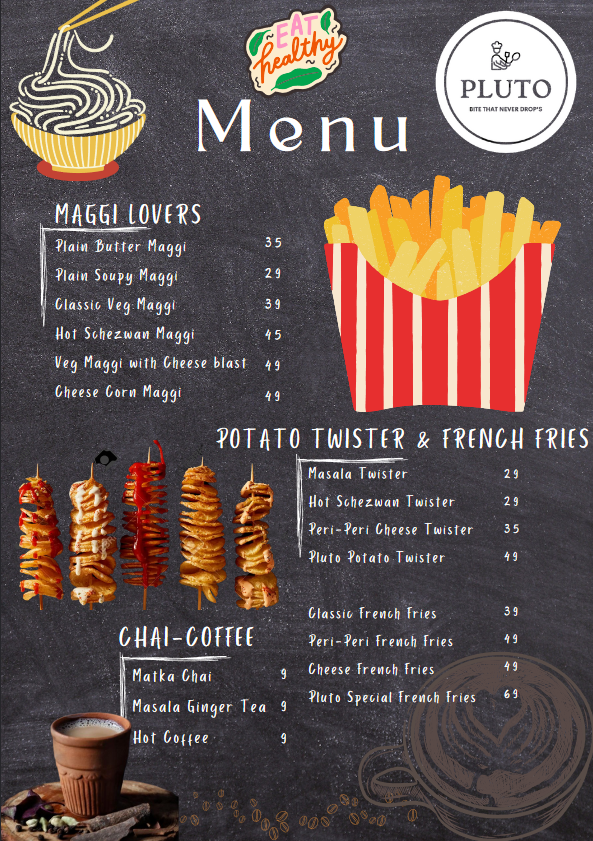 EAT
healthy
PLUTO
BITE THAT NEVER DROP'S
Menu
MAGGI LOVERS
Plain Butter Maggi 35
Plain Soupy Maggi 29
Classic Veg Maggi 39
Hot Schezwan Maggi 45
Veg Maggi with Cheese blast 49
Cheese Corn Maggi 49
POTATO TWISTER & FRENCH FRIES
Masala Twister 29
Hot Schezwan Twister 29
Peri-Peri Cheese Twister 35
Pluto Potato Twister 49
Classic French Fries 39
Peri-Peri French Fries 49
Cheese French Fries 49
Pluto Special French Fries 69
CHAI-COFFEE
Matka Chai 9
Masala Ginger Tea 9
Hot Coffee 9